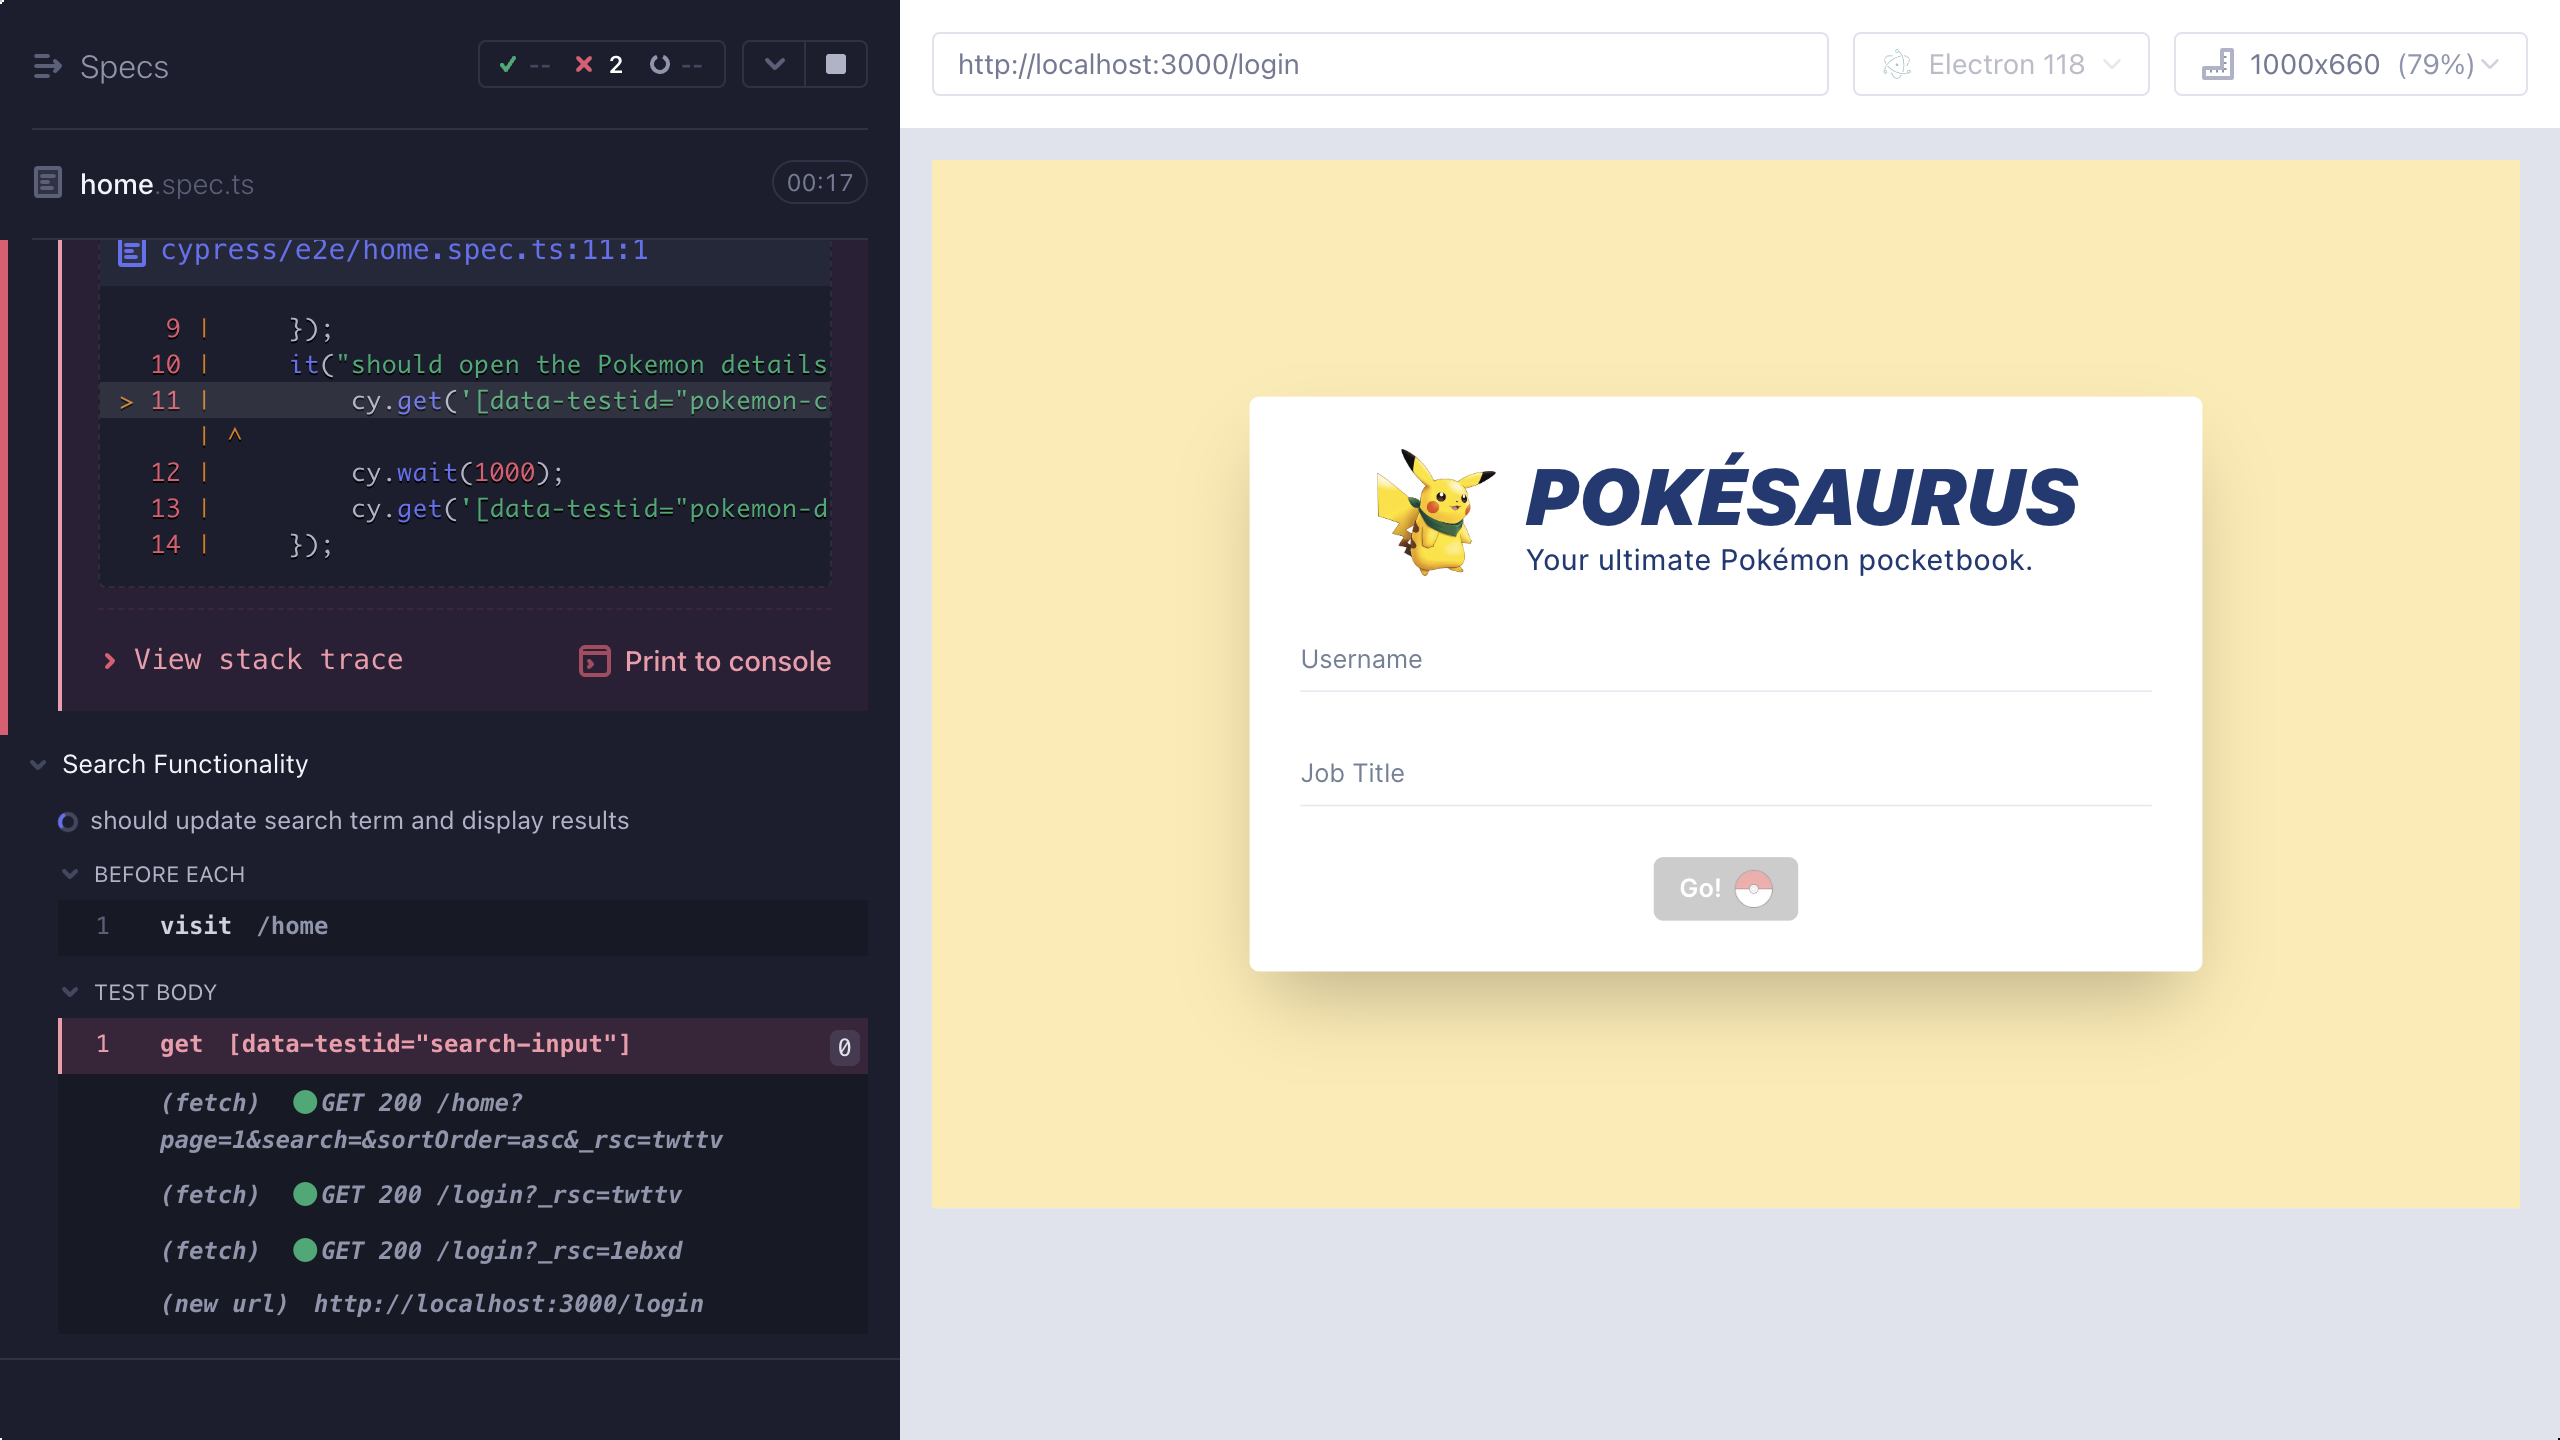 Specs
-- 2 --
home.spec.ts
00:17
cypress/e2e/home.spec.ts:11:1
9 | });
10 | it("should open the Pokemon details
> 11 | cy.get('[data-testid="pokemon-c
| ^
12 | cy.wait(1000);
13 | cy.get('[data-testid="pokemon-d
14 | });
View stack trace
Print to console
Search Functionality
should update search term and display results
BEFORE EACH
1 visit /home
TEST BODY
1 get [data-testid="search-input"] 0
(fetch) GET 200 /home?
page=1&search=&sortOrder=asc&_rsc=twttv
(fetch) GET 200 /login?_rsc=twttv
(fetch) GET 200 /login?_rsc=1ebxd
(new url) http://localhost:3000/login
http://localhost:3000/login
Electron 118
1000x660 (79%)
POKÉSAURUS
Your ultimate Pokémon pocketbook.
Username
Job Title
Go!